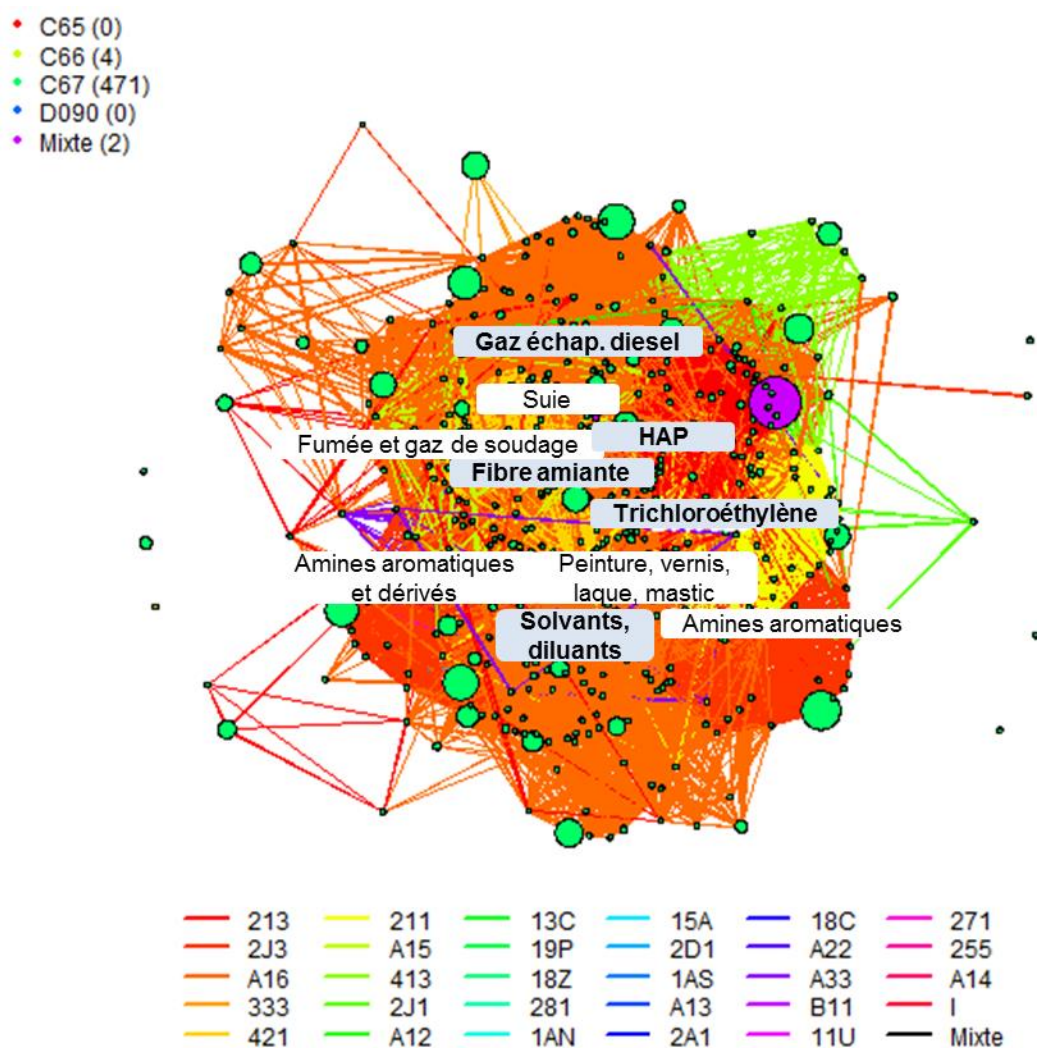 C65 (0)
C66 (4)
C67 (471)
D090 (0)
Mixte (2)
Gaz échap. diesel
Suie
Fumée et gaz de soudage
HAP
Fibre amiante
Trichloroéthylène
Amines aromatiques
et dérivés
Peinture, vernis,
laque, mastic
Solvants,
diluants
Amines aromatiques
213 211 13C 15A 18C 271
2J3 A15 19P 2D1 A22 255
A16 413 18Z 1AS A33 A14
333 2J1 281 A13 B11 I
421 A12 1AN 2A1 11U Mixte